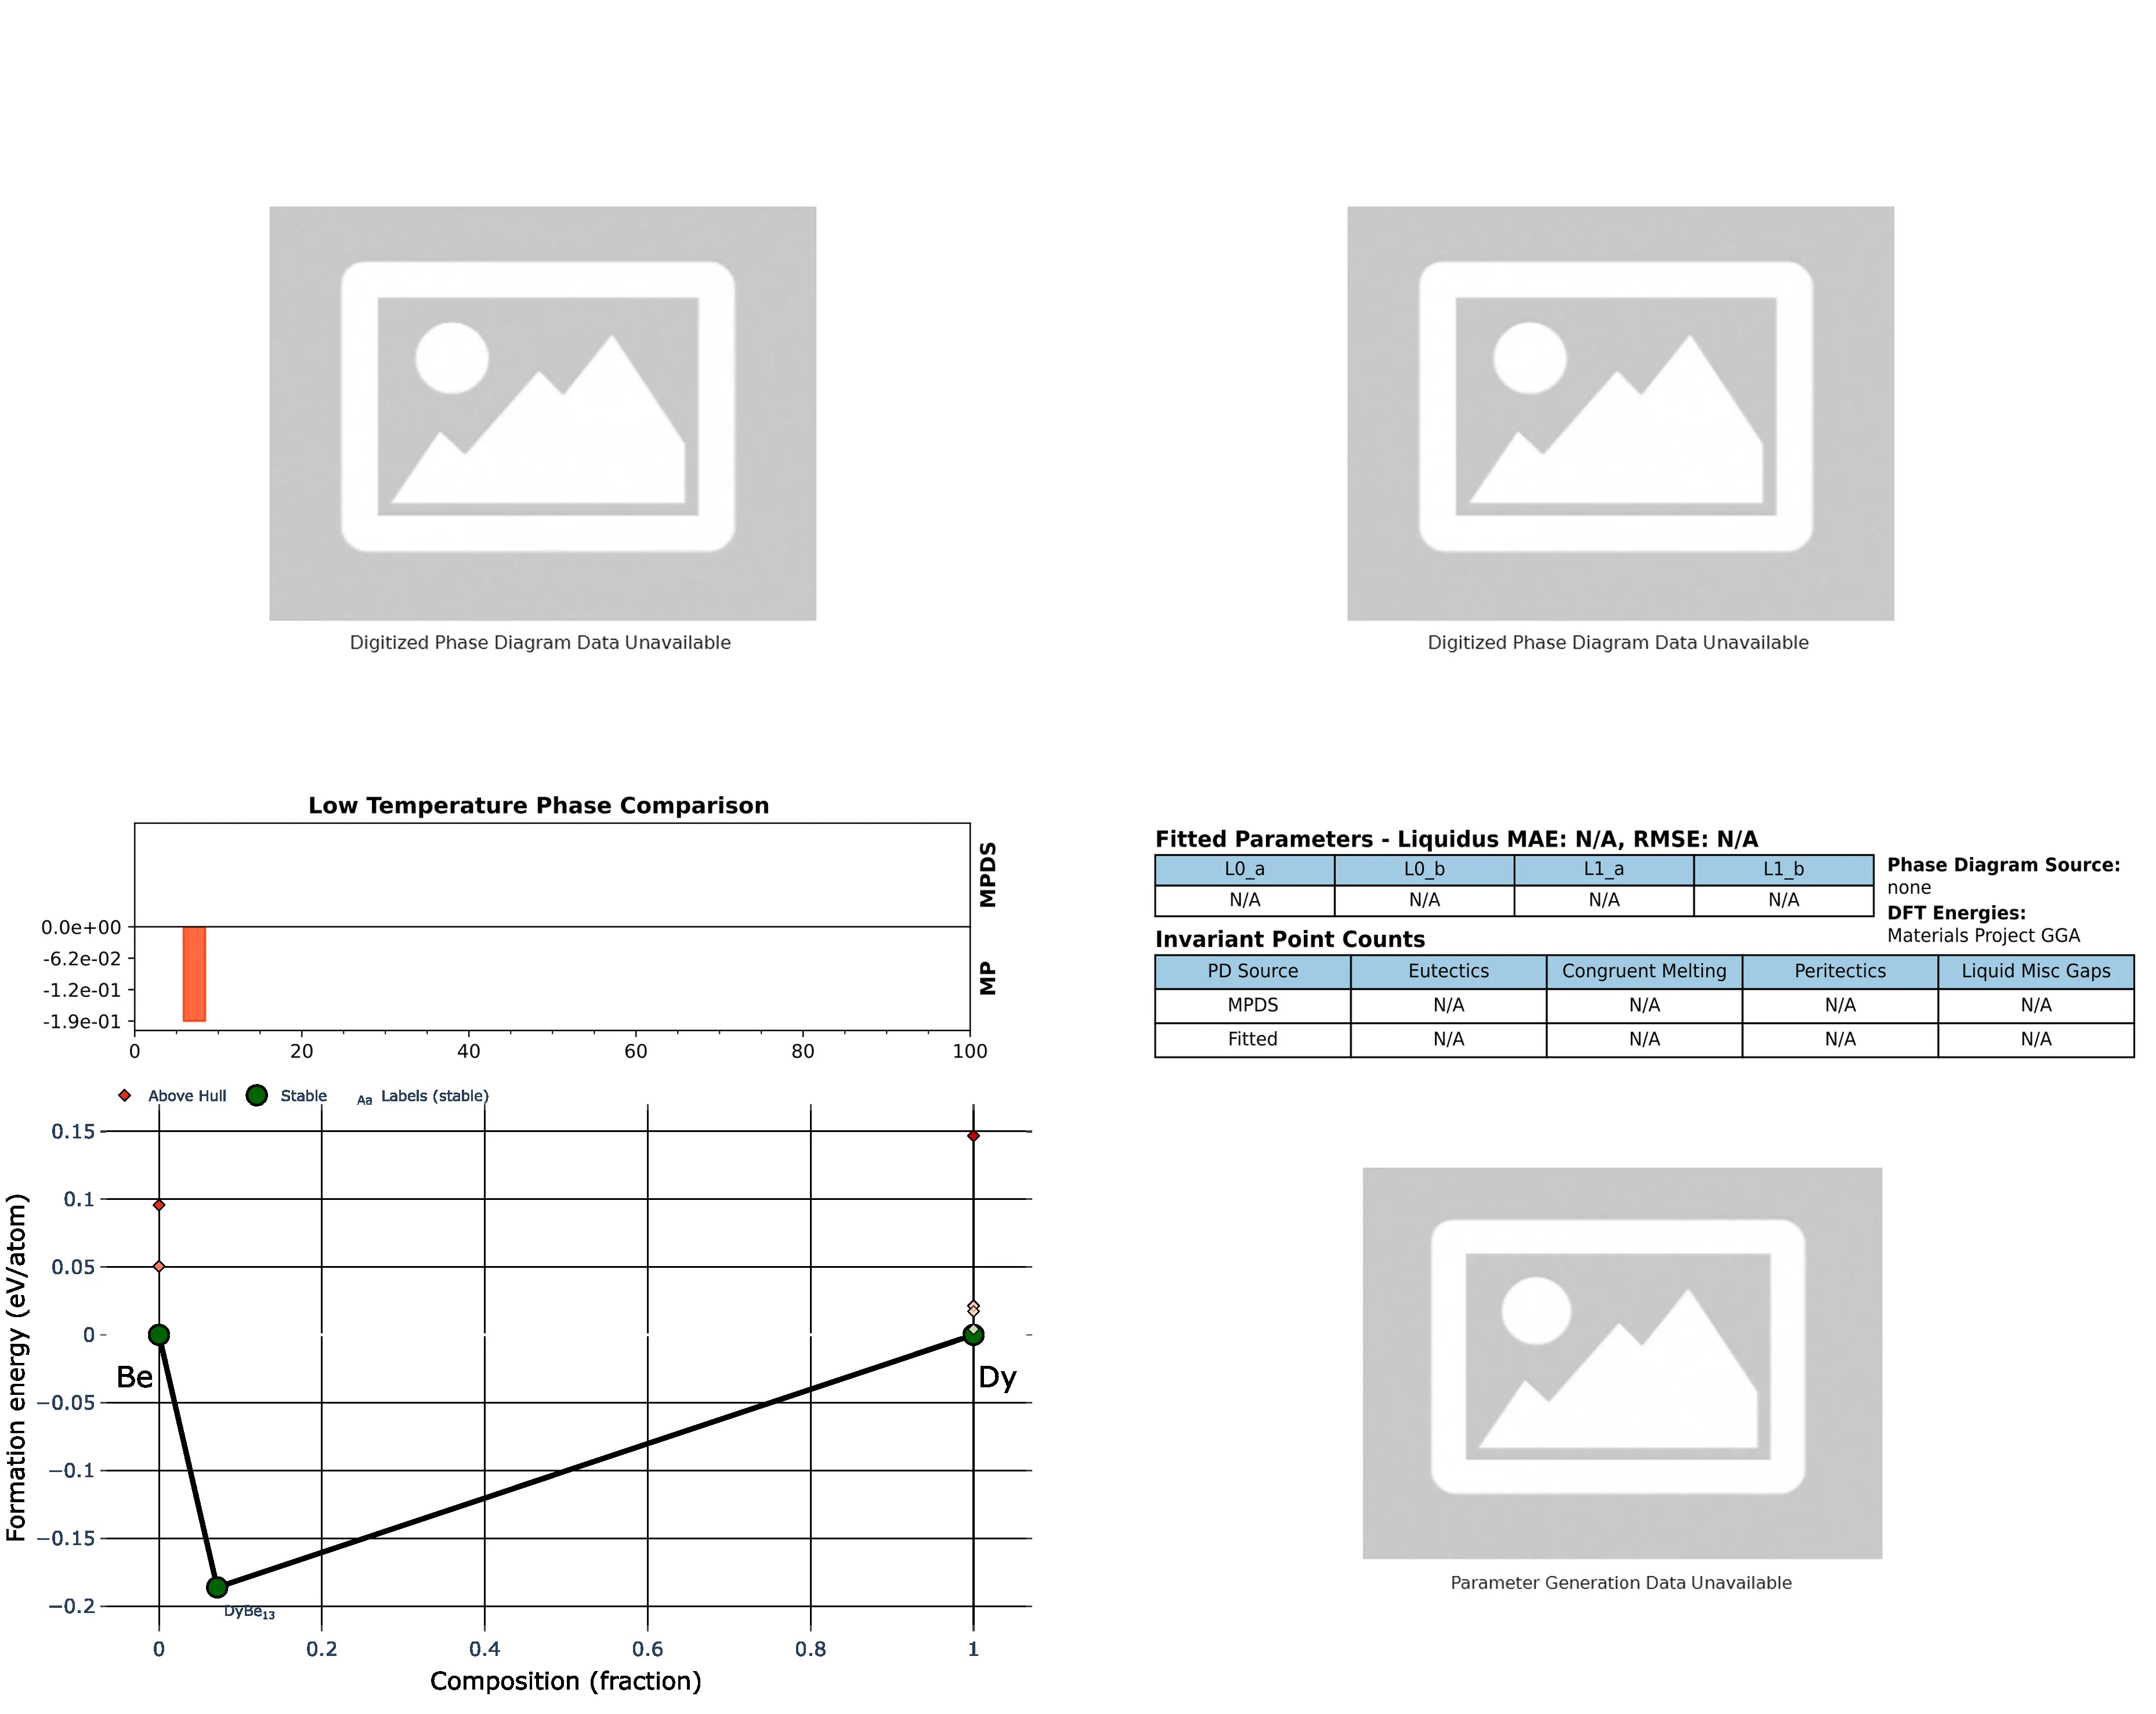 Digitized Phase Diagram Data Unavailable
Digitized Phase Diagram Data Unavailable
Low Temperature Phase Comparison
MPDS
0.0e+00
-6.2e-02
-1.2e-01
-1.9e-01
MP
0 20 40 60 80 100
Fitted Parameters - Liquidus MAE: N/A, RMSE: N/A
L0_a L0_b L1_a L1_b
N/A N/A N/A N/A
Phase Diagram Source:
none
DFT Energies:
Materials Project GGA
Invariant Point Counts
PD Source Eutectics Congruent Melting Peritectics Liquid Misc Gaps
MPDS N/A N/A N/A N/A
Fitted N/A N/A N/A N/A
Above Hull Stable Aa Labels (stable)
Formation energy (eV/atom)
0.15
0.1
0.05
0
−0.05
−0.1
−0.15
−0.2
Be
Dy
DyBe₁₃
0 0.2 0.4 0.6 0.8 1
Composition (fraction)
Parameter Generation Data Unavailable